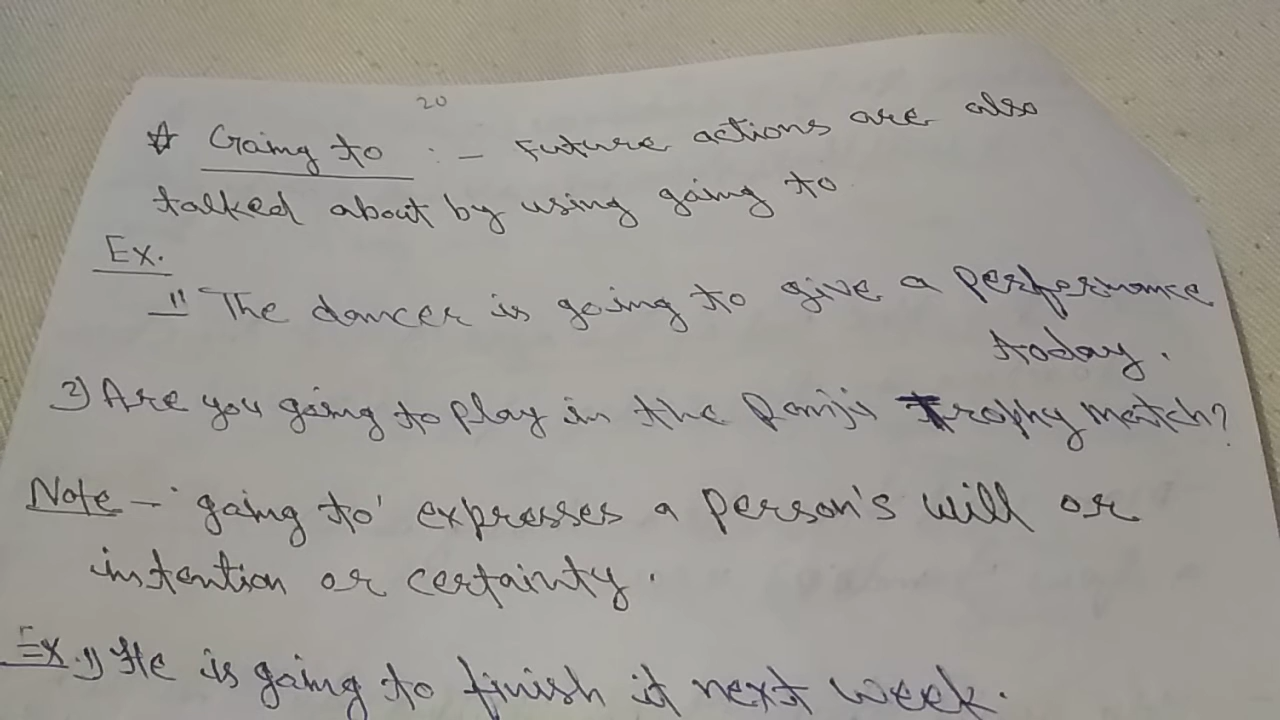 20
☆ Going to :- Future actions are also
talked about by using going to
Ex.
1) The dancer is going to give a performance
today.
2) Are you going to play in the Ranji Trophy match?
Note - 'going to' expresses a person's will or
intention or certainty.
Ex. 1) He is going to finish it next week.